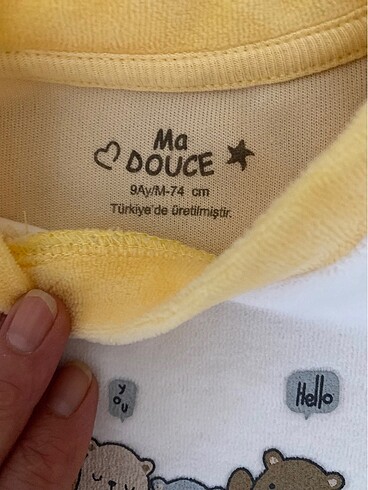 Ma
DOUCE
9Ay/M-74 cm
Türkiye'de üretilmiştir.
you
Hello